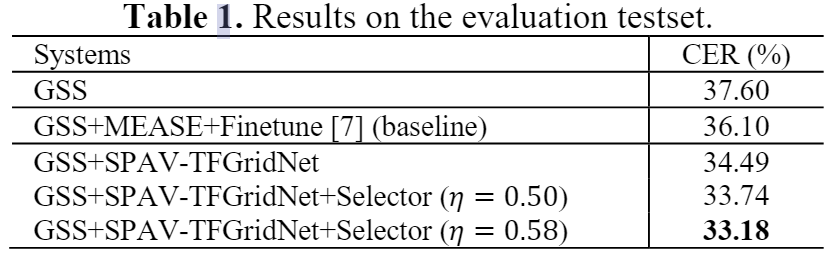 Table 1. Results on the evaluation testset.
Systems CER (%)
GSS 37.60
GSS+MEASE+Finetune [7] (baseline) 36.10
GSS+SPAV-TFGridNet 34.49
GSS+SPAV-TFGridNet+Selector (η = 0.50) 33.74
GSS+SPAV-TFGridNet+Selector (η = 0.58) 33.18